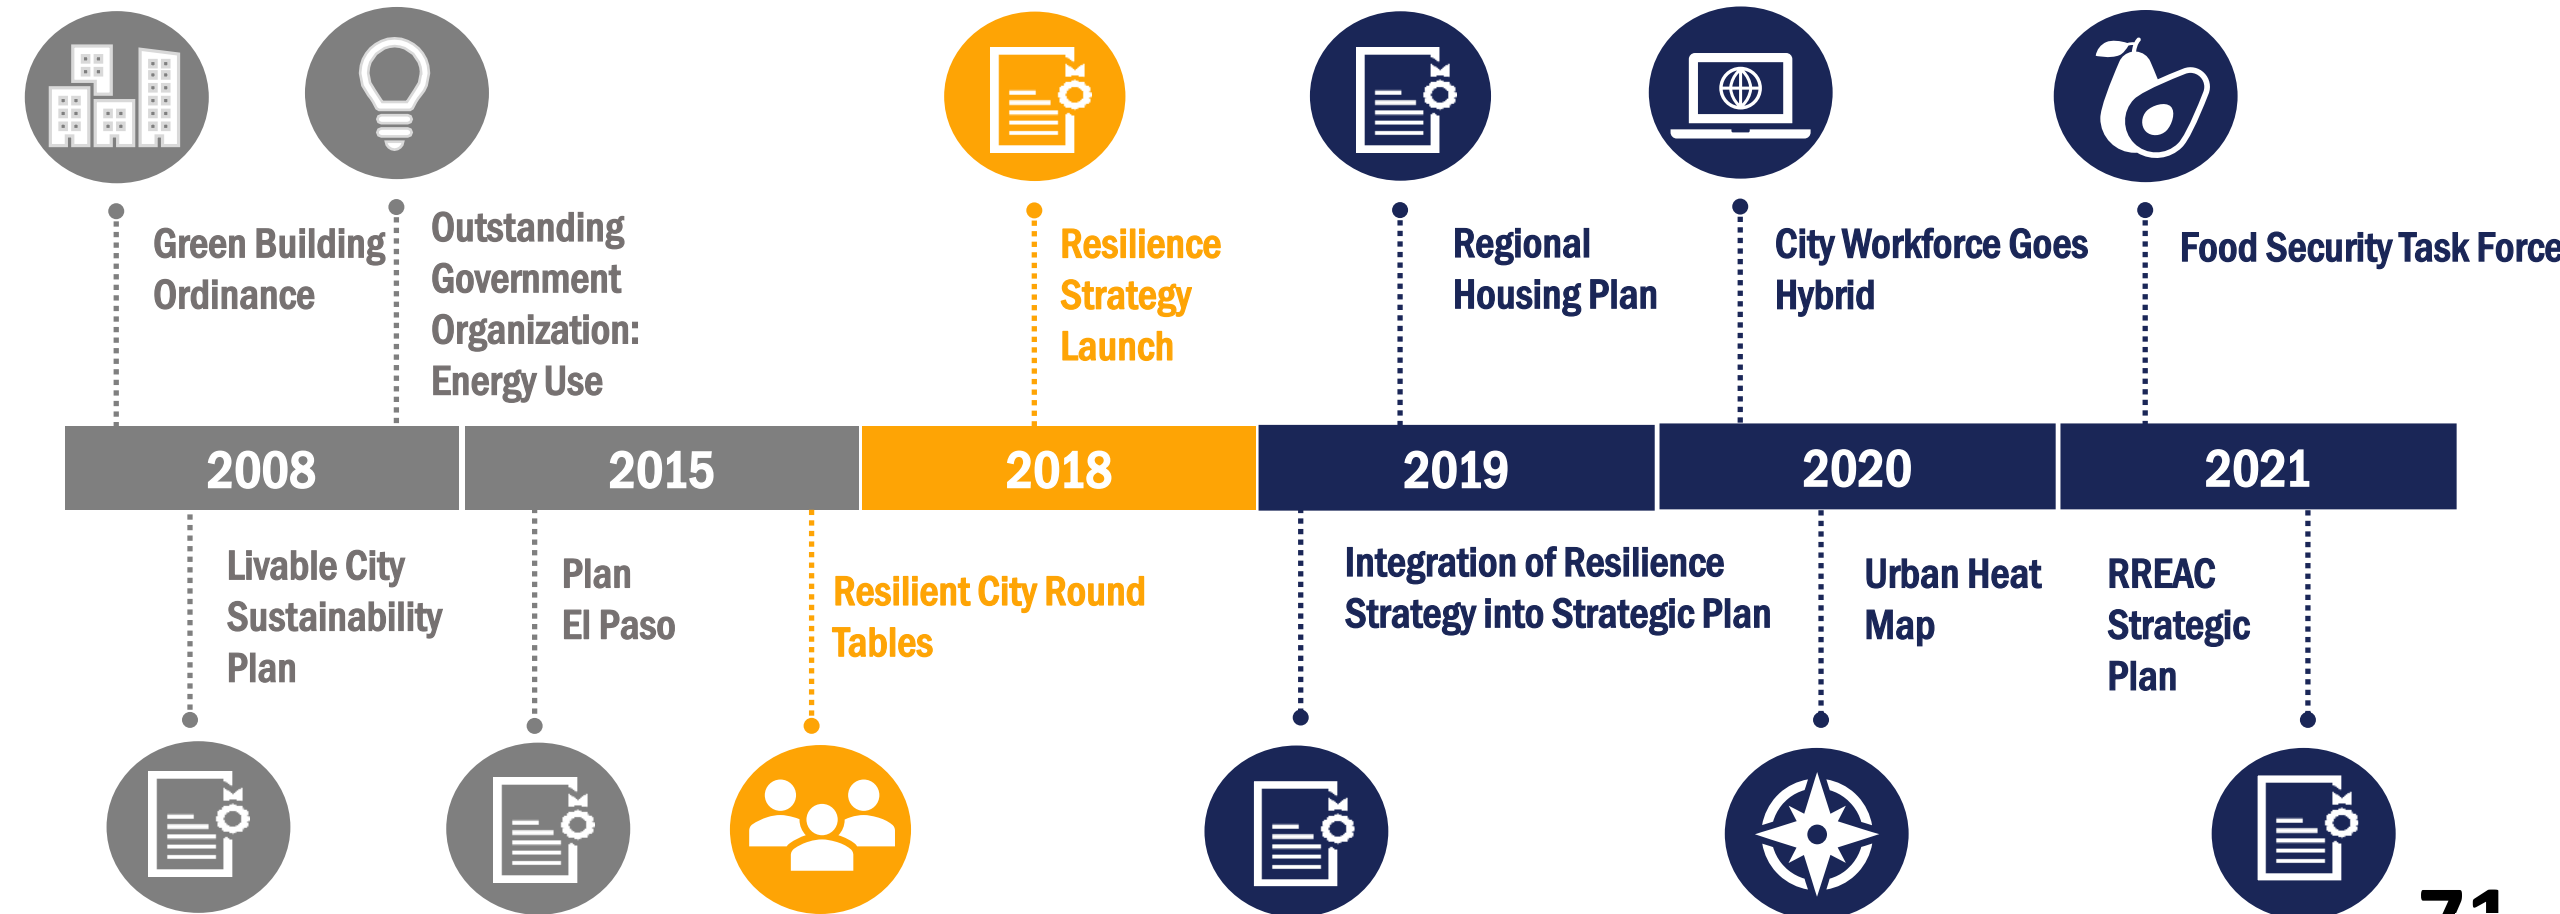 Green Building
Ordinance
Outstanding
Government
Organization:
Energy Use
Resilience
Strategy
Launch
Regional
Housing Plan
City Workforce Goes
Hybrid
Food Security Task Force
2008
2015
2018
2019
2020
2021
Livable City
Sustainability
Plan
Plan
El Paso
Resilient City Round
Tables
Integration of Resilience
Strategy into Strategic Plan
Urban Heat
Map
RREAC
Strategic
Plan
71